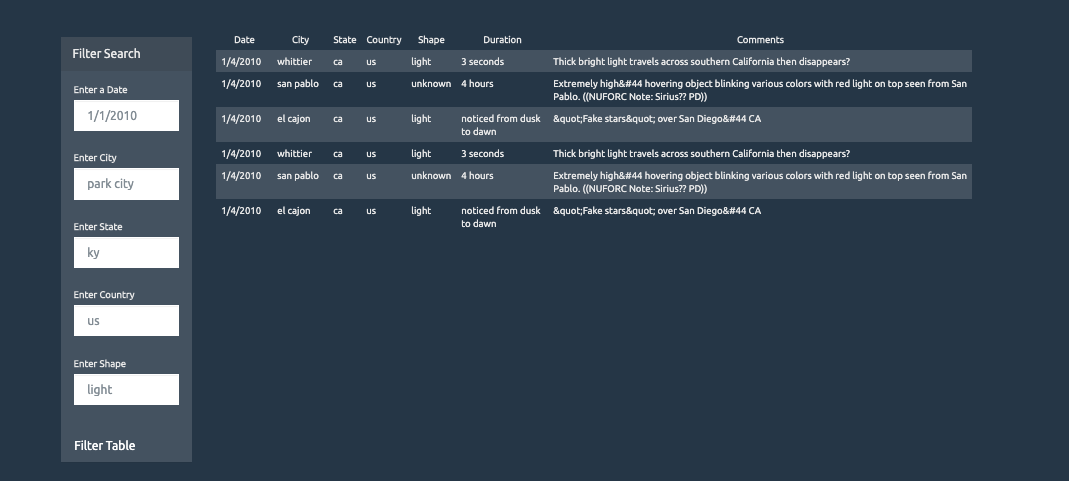 Filter Search
Enter a Date
1/1/2010
Enter City
park city
Enter State
ky
Enter Country
us
Enter Shape
light
Filter Table
Date City State Country Shape Duration Comments
1/4/2010 whittier ca us light 3 seconds Thick bright light travels across southern California then disappears?
1/4/2010 san pablo ca us unknown 4 hours Extremely high&#44 hovering object blinking various colors with red light on top seen from San
Pablo. ((NUFORC Note: Sirius?? PD))
1/4/2010 el cajon ca us light noticed from dusk &quot;Fake stars&quot; over San Diego&#44 CA
to dawn
1/4/2010 whittier ca us light 3 seconds Thick bright light travels across southern California then disappears?
1/4/2010 san pablo ca us unknown 4 hours Extremely high&#44 hovering object blinking various colors with red light on top seen from San
Pablo. ((NUFORC Note: Sirius?? PD))
1/4/2010 el cajon ca us light noticed from dusk &quot;Fake stars&quot; over San Diego&#44 CA
to dawn